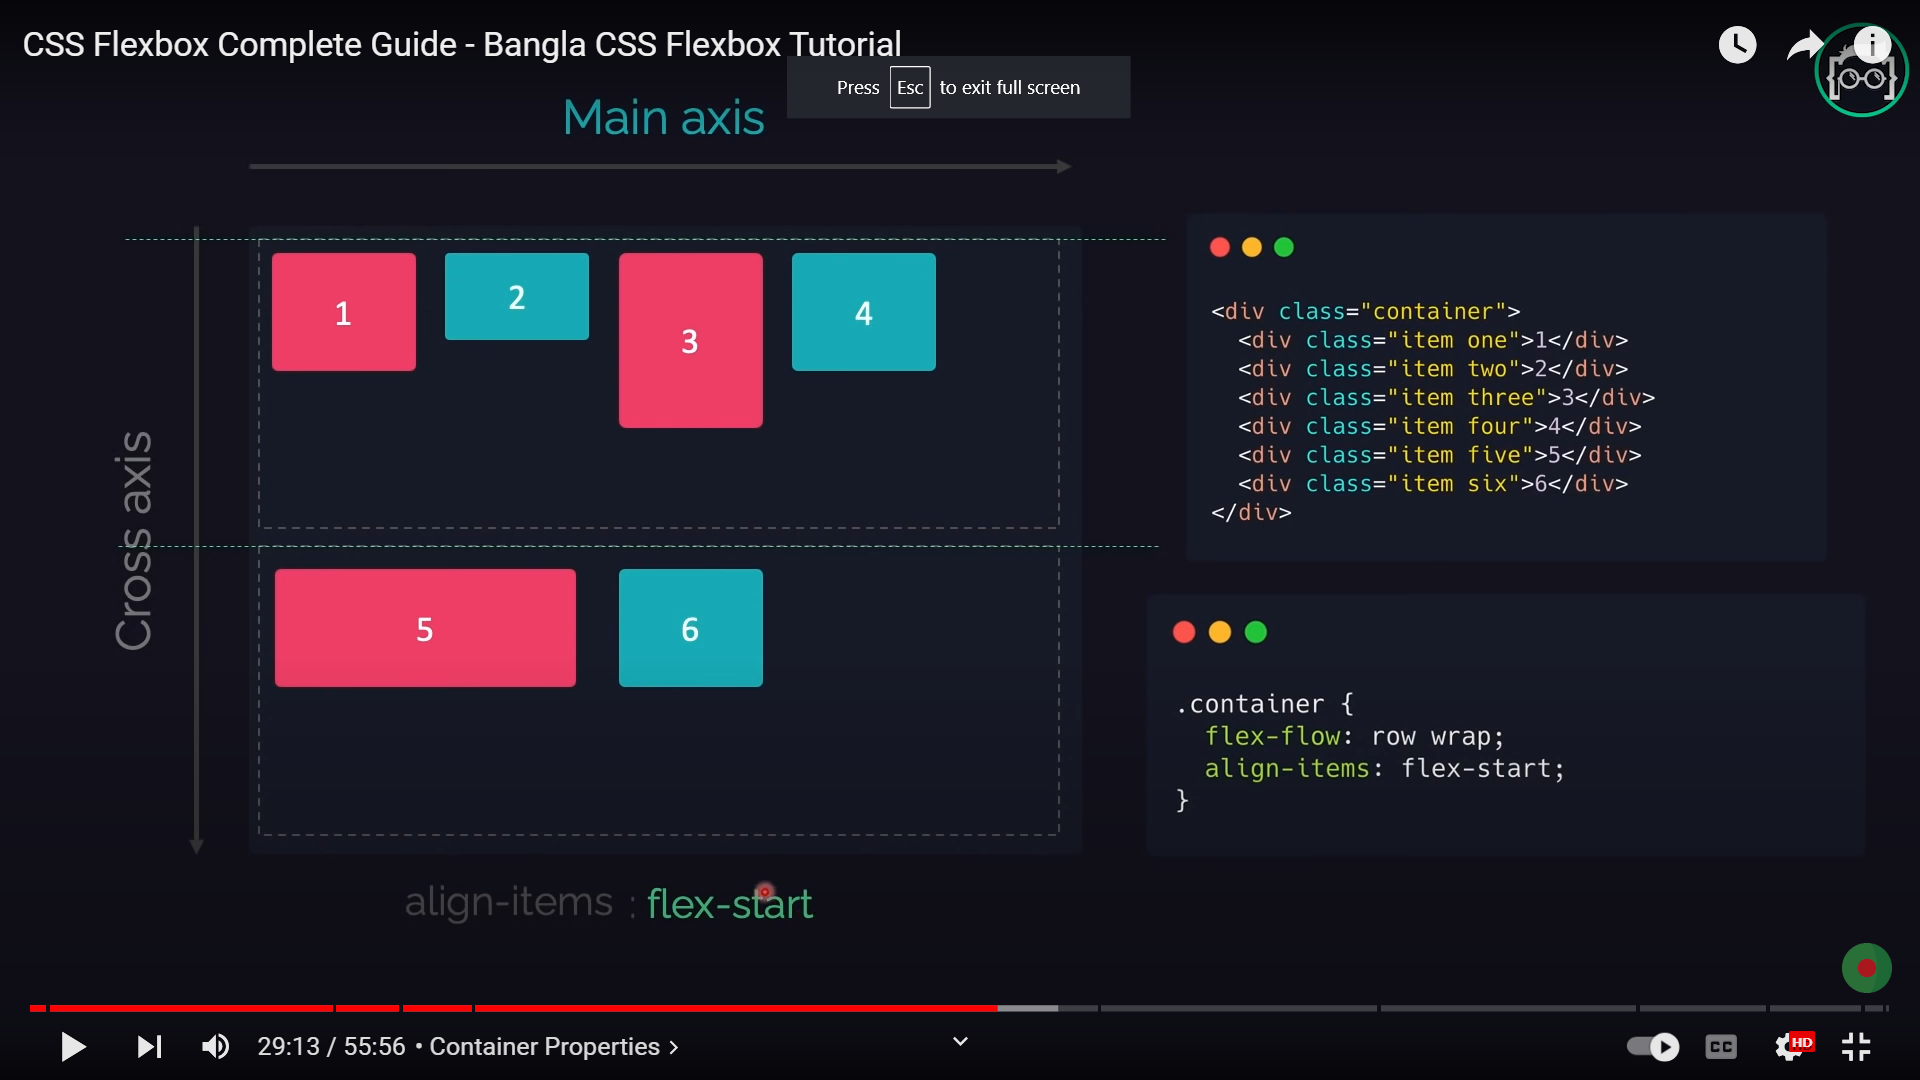 CSS Flexbox Complete Guide - Bangla CSS Flexbox Tutorial
Press Esc to exit full screen
Main axis
Cross axis
1
2
3
4
5
6
<div class="container">
  <div class="item one">1</div>
  <div class="item two">2</div>
  <div class="item three">3</div>
  <div class="item four">4</div>
  <div class="item five">5</div>
  <div class="item six">6</div>
</div>
.container {
  flex-flow: row wrap;
  align-items: flex-start;
}
align-items : flex-start
29:13 / 55:56 • Container Properties >
CC
HD